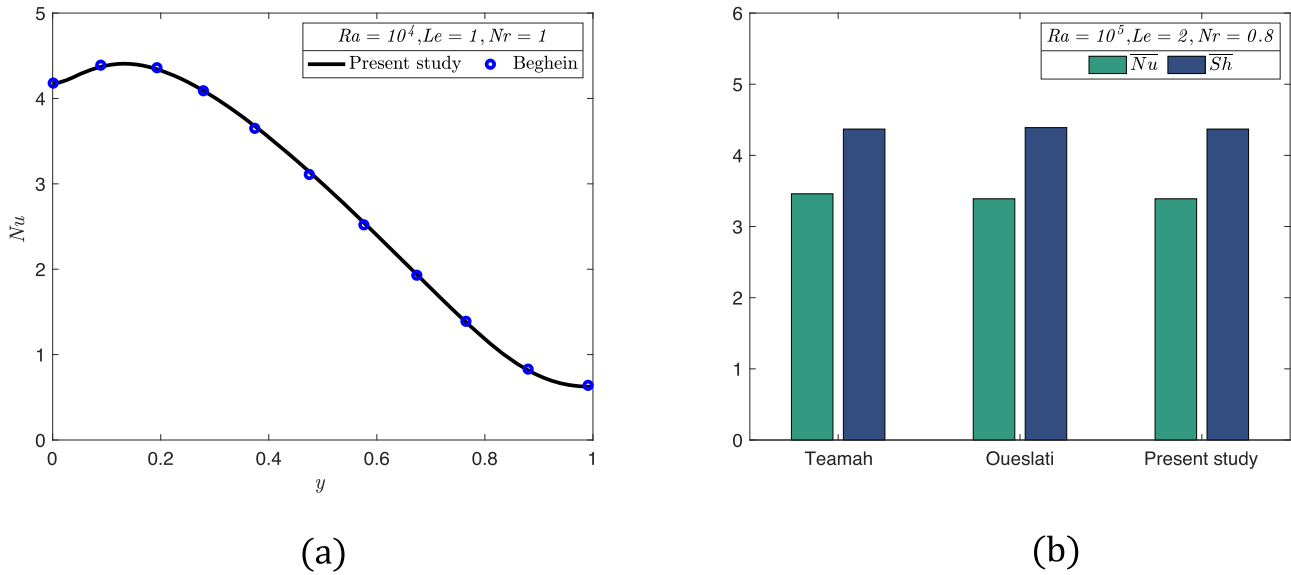 Ra = 10^4, Le = 1, Nr = 1
Present study Beghein
5
4
3
2
1
0
Nu
0 0.2 0.4 0.6 0.8 1
y
(a)
Ra = 10^5, Le = 2, Nr = 0.8
N̅u̅ S̅h̅
6
5
4
3
2
1
0
Teamah Oueslati Present study
(b)